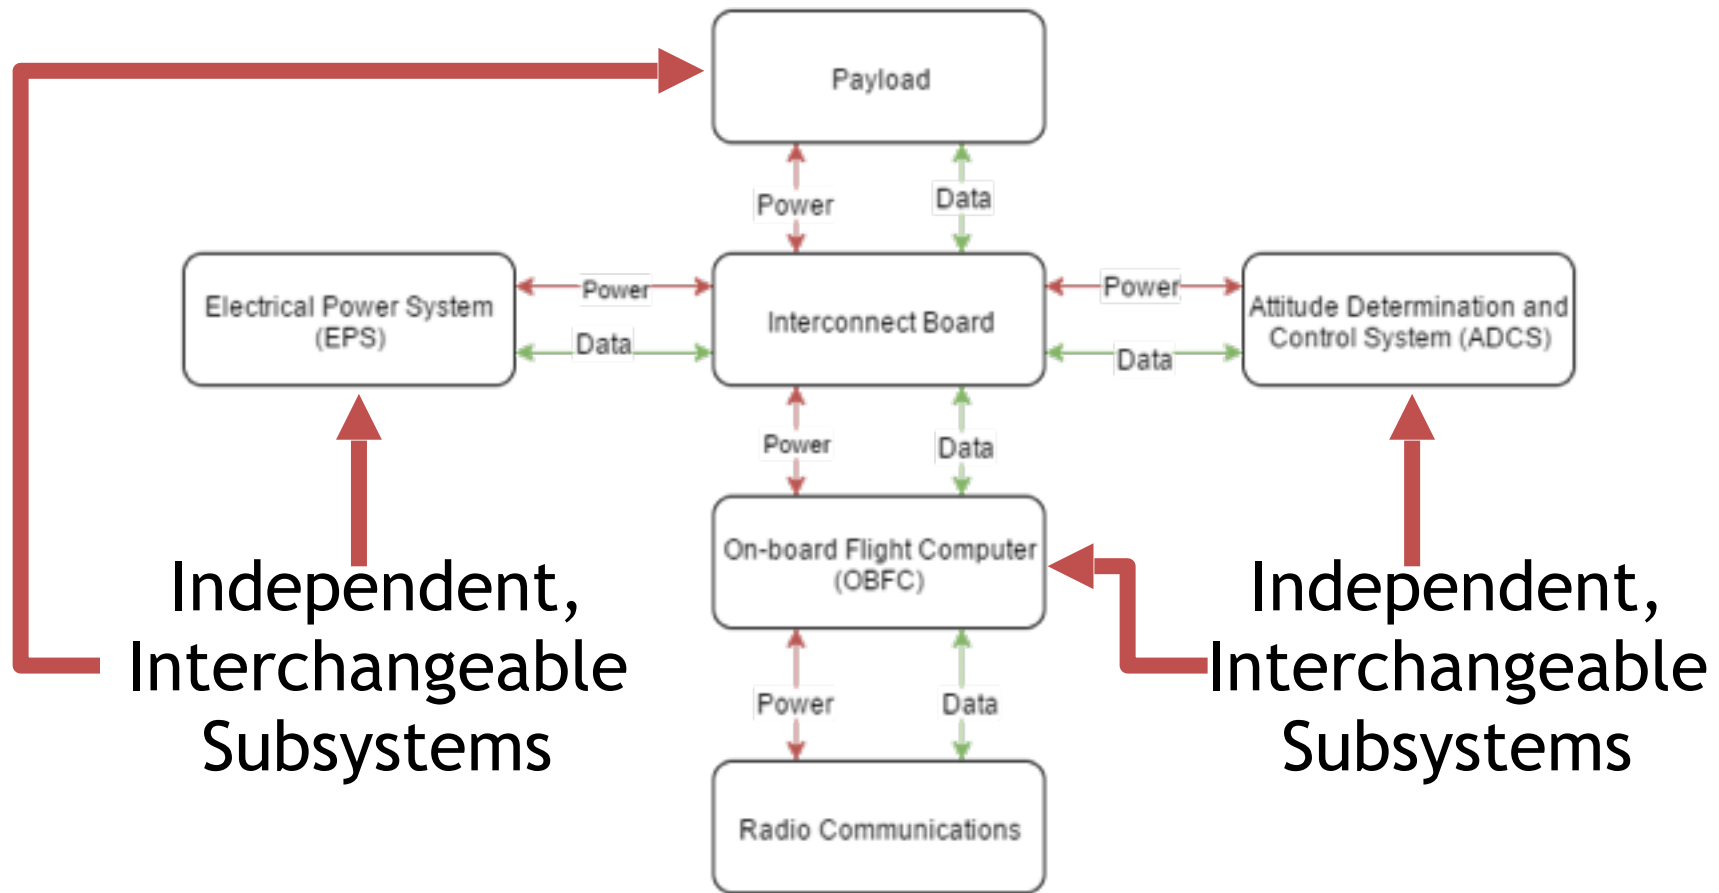 Payload
Power
Data
Electrical Power System
(EPS)
Power
Data
Interconnect Board
Power
Data
Attitude Determination and
Control System (ADCS)
Power
Data
On-board Flight Computer
(OBFC)
Independent,
Interchangeable
Subsystems
Independent,
Interchangeable
Subsystems
Power
Data
Radio Communications